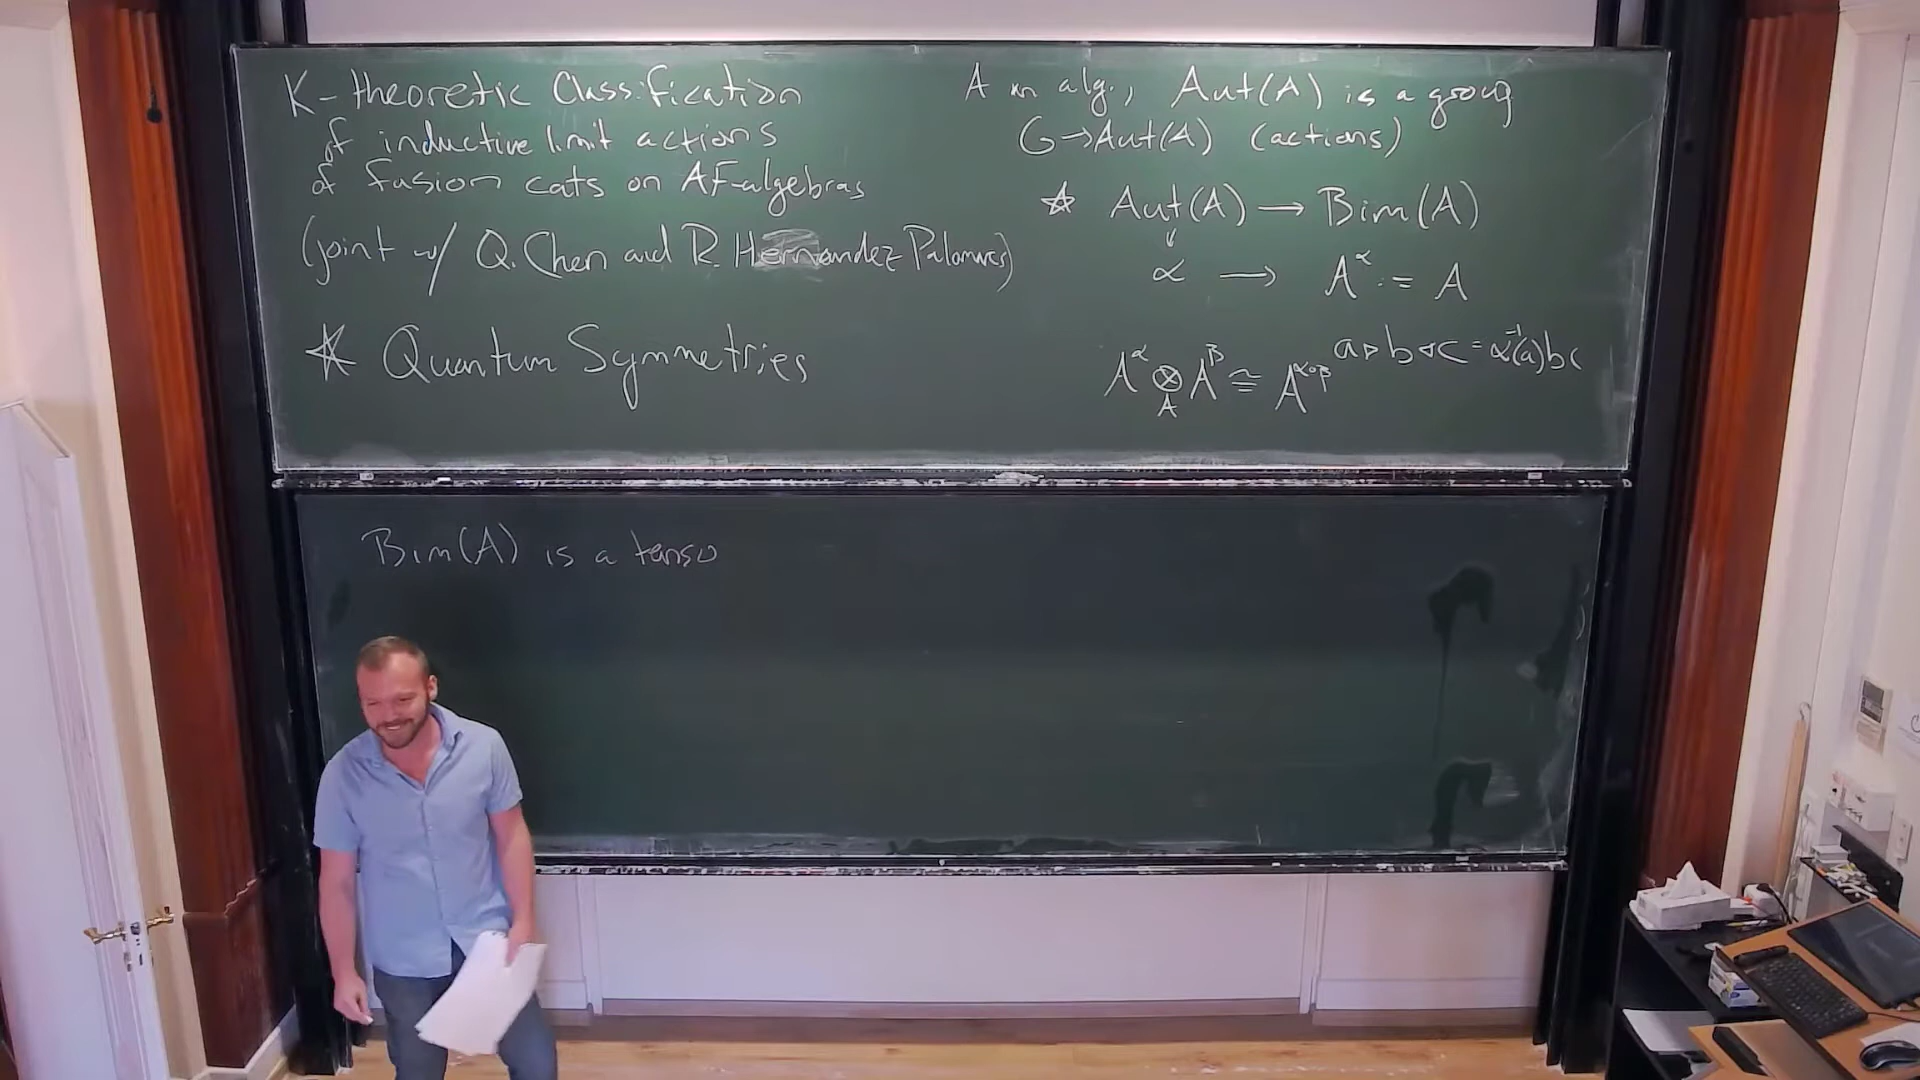 K-theoretic Classification
of inductive limit actions
of fusion cats on AF-algebras
(joint w/ Q. Chen and R. Hernandez Palomares)
☆ Quantum Symmetries
A an alg., Aut(A) is a group
G→Aut(A) (actions)
☆ Aut(A) → Bim(A)
α → A^α := A
a▹b◃c = α^{-1}(a)bc
A^α ⊗_A A^β ≅ A^{α∘β}
Bim(A) is a tenso